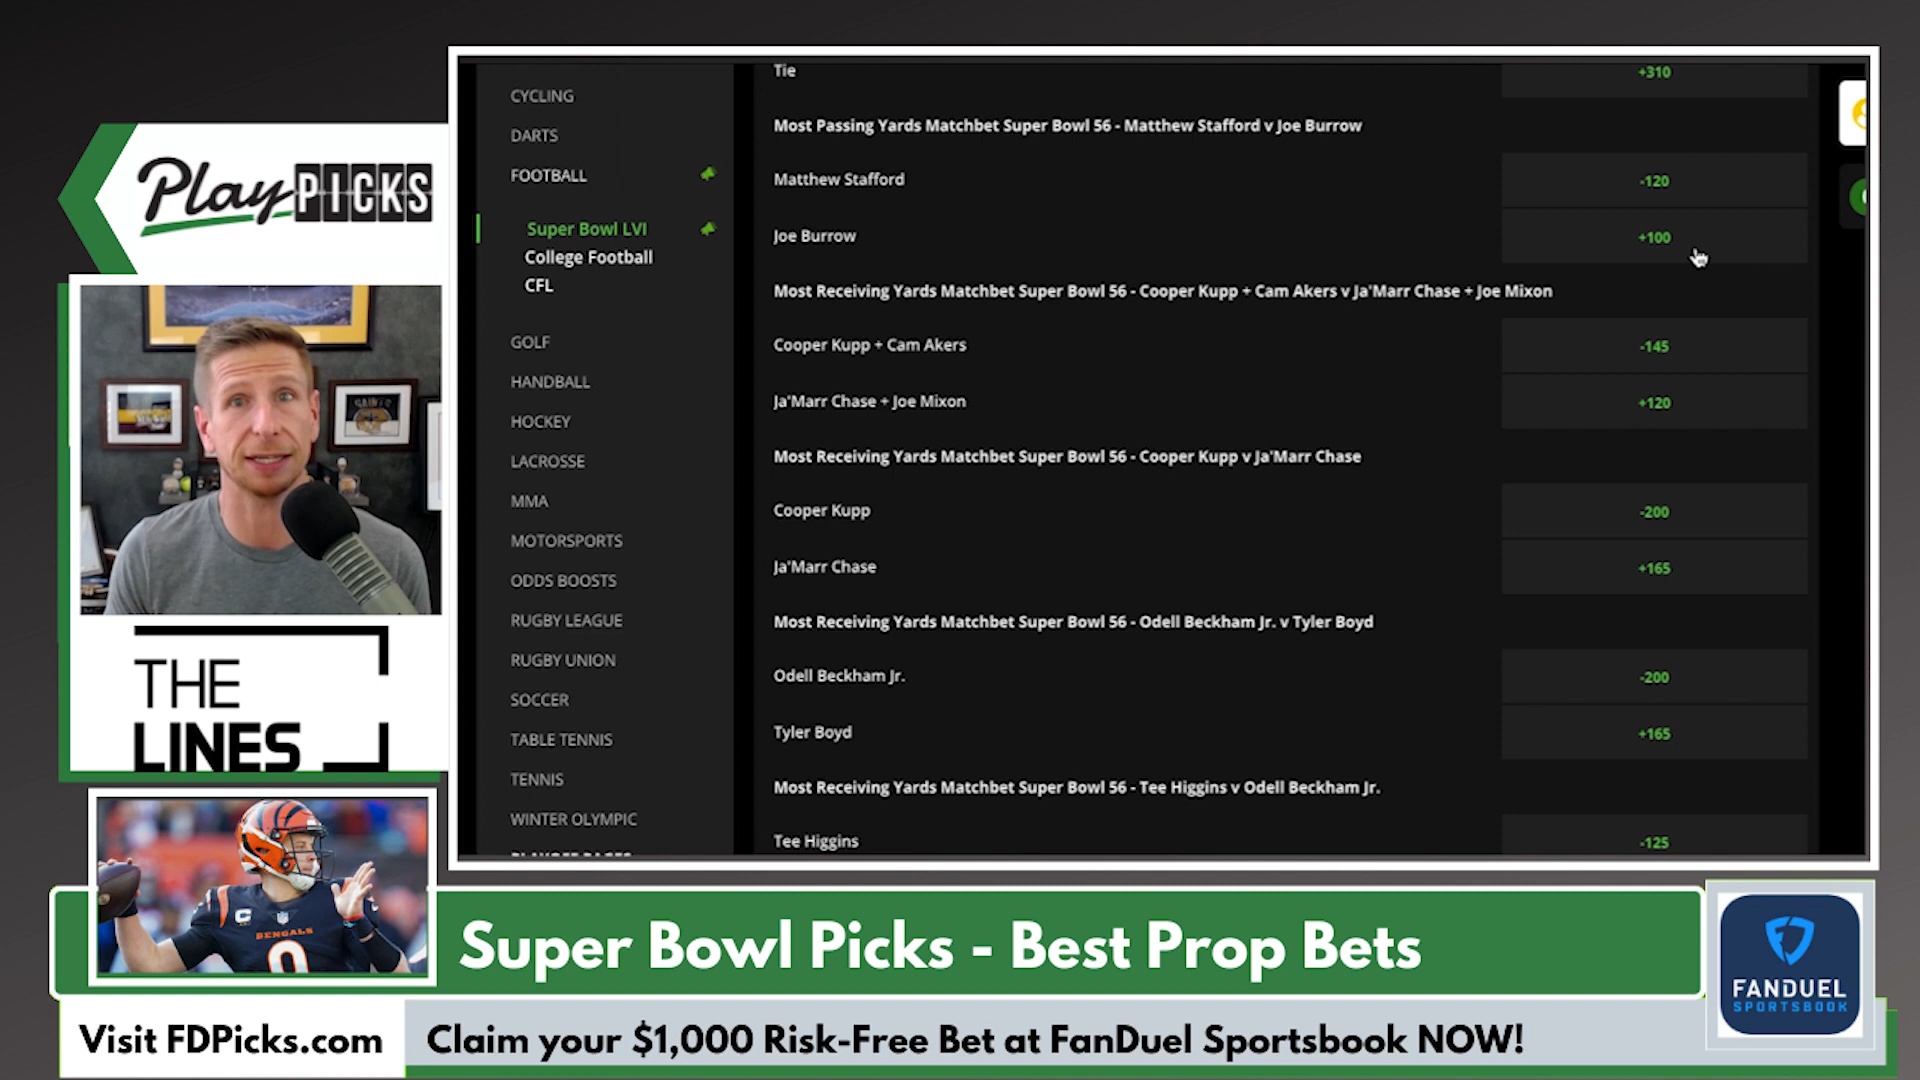 Play PICKS
THE
LINES
SAINTS
BENGALS
CYCLING
DARTS
FOOTBALL
Super Bowl LVI
College Football
CFL
GOLF
HANDBALL
HOCKEY
LACROSSE
MMA
MOTORSPORTS
ODDS BOOSTS
RUGBY LEAGUE
RUGBY UNION
SOCCER
TABLE TENNIS
TENNIS
WINTER OLYMPIC
Tie +310
Most Passing Yards Matchbet Super Bowl 56 - Matthew Stafford v Joe Burrow
Matthew Stafford -120
Joe Burrow +100
Most Receiving Yards Matchbet Super Bowl 56 - Cooper Kupp + Cam Akers v Ja'Marr Chase + Joe Mixon
Cooper Kupp + Cam Akers -145
Ja'Marr Chase + Joe Mixon +120
Most Receiving Yards Matchbet Super Bowl 56 - Cooper Kupp v Ja'Marr Chase
Cooper Kupp -200
Ja'Marr Chase +165
Most Receiving Yards Matchbet Super Bowl 56 - Odell Beckham Jr. v Tyler Boyd
Odell Beckham Jr. -200
Tyler Boyd +165
Most Receiving Yards Matchbet Super Bowl 56 - Tee Higgins v Odell Beckham Jr.
Tee Higgins -125
Super Bowl Picks - Best Prop Bets
FANDUEL
SPORTSBOOK
Visit FDPicks.com
Claim your $1,000 Risk-Free Bet at FanDuel Sportsbook NOW!